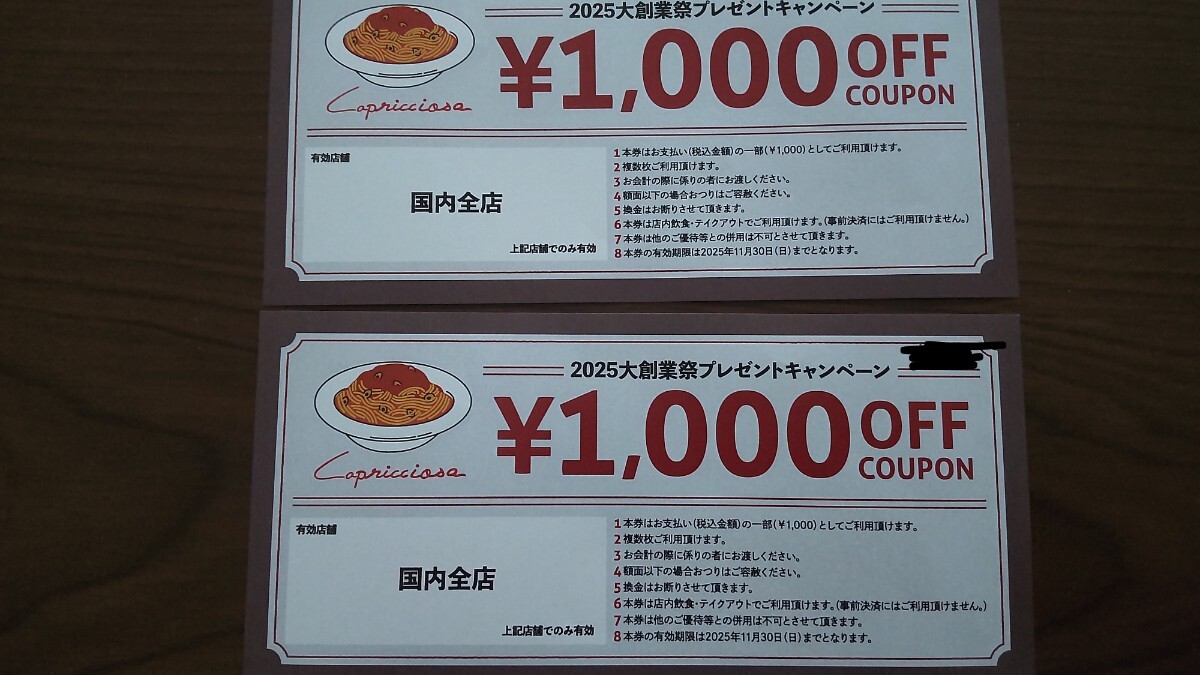 2025大創業祭プレゼントキャンペーン
¥1,000 OFF COUPON
Capricciosa
有効店舗
国内全店
上記店舗でのみ有効
1 本券はお支払い(税込金額)の一部(¥1,000)としてご利用頂けます。
2 複数枚ご利用頂けます。
3 お会計の際に係りの者にお渡しください。
4 額面以下の場合おつりはご容赦ください。
5 換金はお断りさせて頂きます。
6 本券は店内飲食・テイクアウトでご利用頂けます。(事前決済にはご利用頂けません。)
7 本券は他のご優待等との併用は不可とさせて頂きます。
8 本券の有効期限は2025年11月30日(日)までとなります。
2025大創業祭プレゼントキャンペーン
¥1,000 OFF COUPON
Capricciosa
有効店舗
国内全店
上記店舗でのみ有効
1 本券はお支払い(税込金額)の一部(¥1,000)としてご利用頂けます。
2 複数枚ご利用頂けます。
3 お会計の際に係りの者にお渡しください。
4 額面以下の場合おつりはご容赦ください。
5 換金はお断りさせて頂きます。
6 本券は店内飲食・テイクアウトでご利用頂けます。(事前決済にはご利用頂けません。)
7 本券は他のご優待等との併用は不可とさせて頂きます。
8 本券の有効期限は2025年11月30日(日)までとなります。